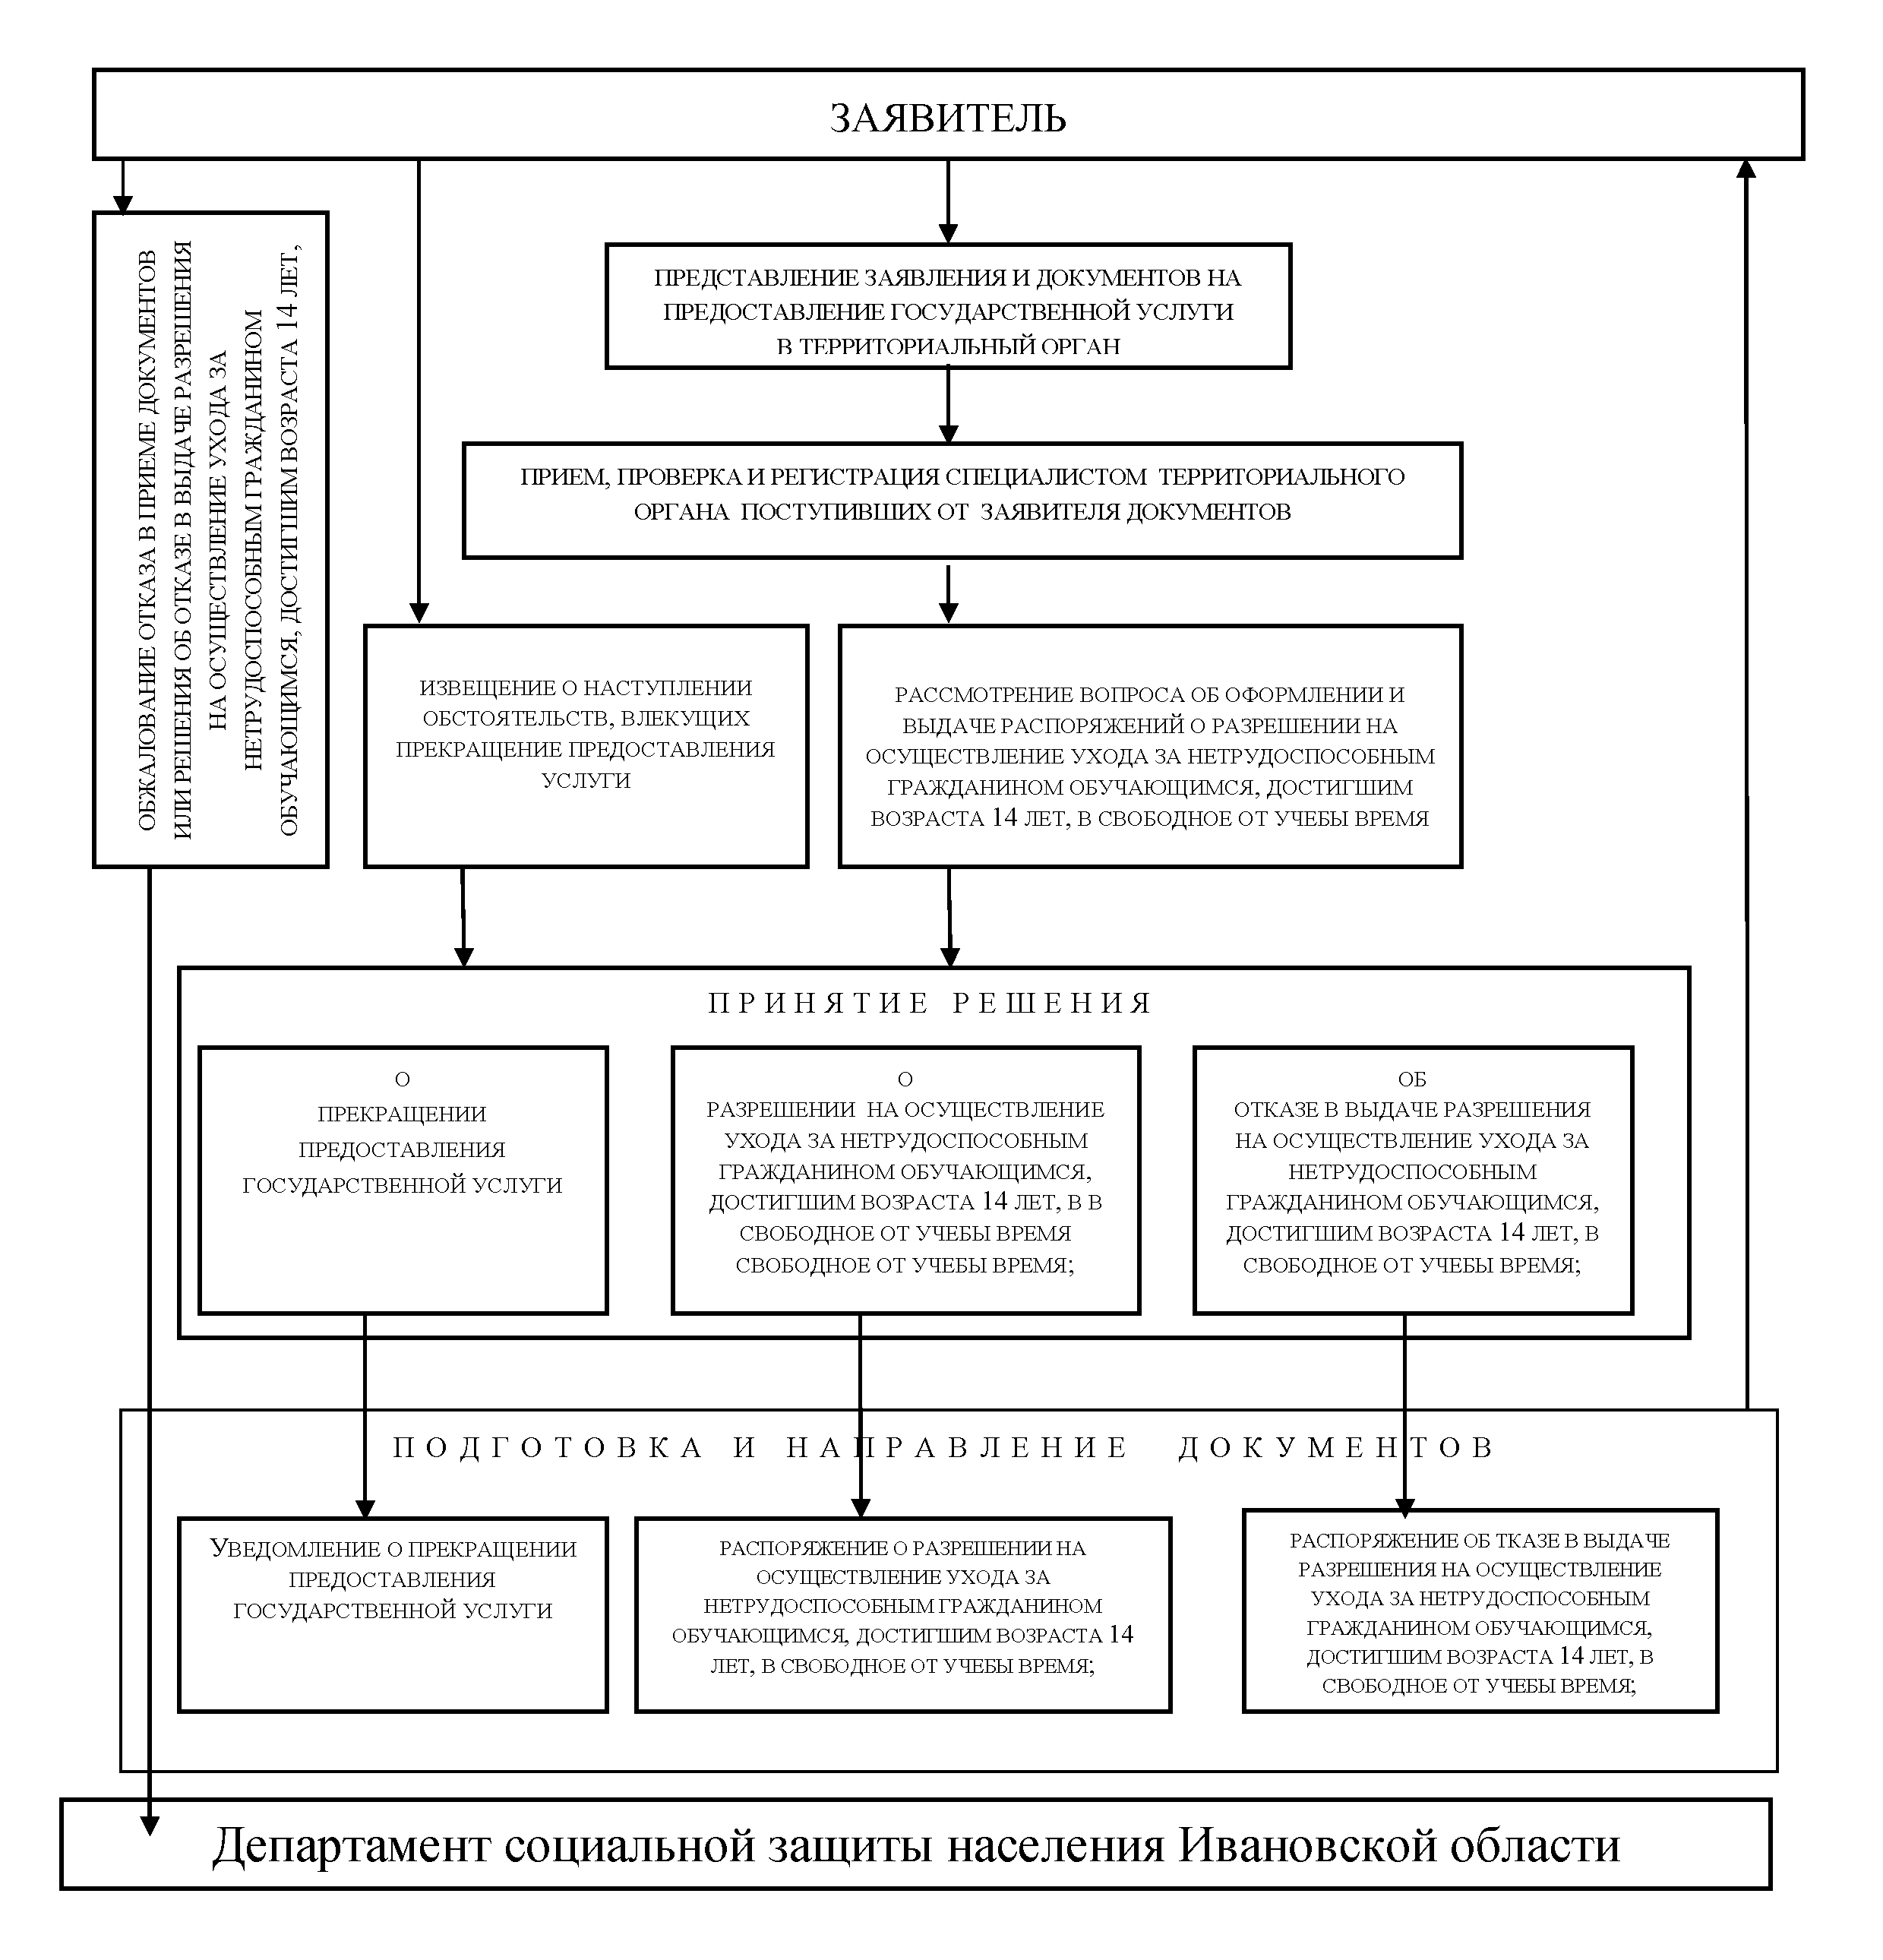 ЗАЯВИТЕЛЬ
ОБЖАЛОВАНИЕ ОТКАЗА В ПРИЕМЕ ДОКУМЕНТОВ
ИЛИ РЕШЕНИЯ ОБ ОТКАЗЕ В ВЫДАЧЕ РАЗРЕШЕНИЯ
НА ОСУЩЕСТВЛЕНИЕ УХОДА ЗА
НЕТРУДОСПОСОБНЫМ ГРАЖДАНИНОМ
ОБУЧАЮЩИМСЯ, ДОСТИГШИМ ВОЗРАСТА 14 ЛЕТ,
ПРЕДСТАВЛЕНИЕ ЗАЯВЛЕНИЯ И ДОКУМЕНТОВ НА
ПРЕДОСТАВЛЕНИЕ ГОСУДАРСТВЕННОЙ УСЛУГИ
В ТЕРРИТОРИАЛЬНЫЙ ОРГАН
ПРИЕМ, ПРОВЕРКА И РЕГИСТРАЦИЯ СПЕЦИАЛИСТОМ ТЕРРИТОРИАЛЬНОГО
ОРГАНА ПОСТУПИВШИХ ОТ ЗАЯВИТЕЛЯ ДОКУМЕНТОВ
ИЗВЕЩЕНИЕ О НАСТУПЛЕНИИ
ОБСТОЯТЕЛЬСТВ, ВЛЕКУЩИХ
ПРЕКРАЩЕНИЕ ПРЕДОСТАВЛЕНИЯ
УСЛУГИ
РАССМОТРЕНИЕ ВОПРОСА ОБ ОФОРМЛЕНИИ И
ВЫДАЧЕ РАСПОРЯЖЕНИЙ О РАЗРЕШЕНИИ НА
ОСУЩЕСТВЛЕНИЕ УХОДА ЗА НЕТРУДОСПОСОБНЫМ
ГРАЖДАНИНОМ ОБУЧАЮЩИМСЯ, ДОСТИГШИМ
ВОЗРАСТА 14 ЛЕТ, В СВОБОДНОЕ ОТ УЧЕБЫ ВРЕМЯ
ПРИНЯТИЕ РЕШЕНИЯ
О
ПРЕКРАЩЕНИИ
ПРЕДОСТАВЛЕНИЯ
ГОСУДАРСТВЕННОЙ УСЛУГИ
О
РАЗРЕШЕНИИ НА ОСУЩЕСТВЛЕНИЕ
УХОДА ЗА НЕТРУДОСПОСОБНЫМ
ГРАЖДАНИНОМ ОБУЧАЮЩИМСЯ,
ДОСТИГШИМ ВОЗРАСТА 14 ЛЕТ, В В
СВОБОДНОЕ ОТ УЧЕБЫ ВРЕМЯ
СВОБОДНОЕ ОТ УЧЕБЫ ВРЕМЯ;
ОБ
ОТКАЗЕ В ВЫДАЧЕ РАЗРЕШЕНИЯ
НА ОСУЩЕСТВЛЕНИЕ УХОДА ЗА
НЕТРУДОСПОСОБНЫМ
ГРАЖДАНИНОМ ОБУЧАЮЩИМСЯ,
ДОСТИГШИМ ВОЗРАСТА 14 ЛЕТ, В
СВОБОДНОЕ ОТ УЧЕБЫ ВРЕМЯ;
ПОДГОТОВКА И НАПРАВЛЕНИЕ ДОКУМЕНТОВ
УВЕДОМЛЕНИЕ О ПРЕКРАЩЕНИИ
ПРЕДОСТАВЛЕНИЯ
ГОСУДАРСТВЕННОЙ УСЛУГИ
РАСПОРЯЖЕНИЕ О РАЗРЕШЕНИИ НА
ОСУЩЕСТВЛЕНИЕ УХОДА ЗА
НЕТРУДОСПОСОБНЫМ ГРАЖДАНИНОМ
ОБУЧАЮЩИМСЯ, ДОСТИГШИМ ВОЗРАСТА 14
ЛЕТ, В СВОБОДНОЕ ОТ УЧЕБЫ ВРЕМЯ;
РАСПОРЯЖЕНИЕ ОБ ТКАЗЕ В ВЫДАЧЕ
РАЗРЕШЕНИЯ НА ОСУЩЕСТВЛЕНИЕ
УХОДА ЗА НЕТРУДОСПОСОБНЫМ
ГРАЖДАНИНОМ ОБУЧАЮЩИМСЯ,
ДОСТИГШИМ ВОЗРАСТА 14 ЛЕТ, В
СВОБОДНОЕ ОТ УЧЕБЫ ВРЕМЯ;
Департамент социальной защиты населения Ивановской области